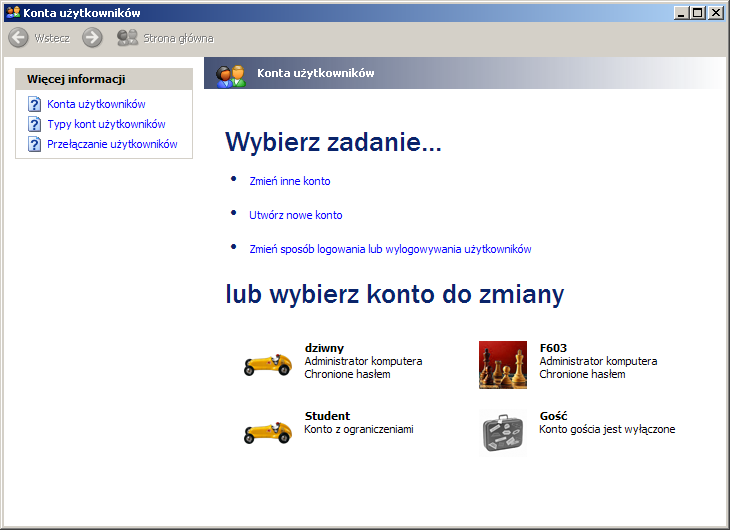 Konta użytkowników
Wstecz
Strona główna
Więcej informacji
Konta użytkowników
Typy kont użytkowników
Przełączanie użytkowników
Konta użytkowników
Wybierz zadanie...
Zmień inne konto
Utwórz nowe konto
Zmień sposób logowania lub wylogowywania użytkowników
lub wybierz konto do zmiany
dziwny
Administrator komputera
Chronione hasłem
F603
Administrator komputera
Chronione hasłem
Student
Konto z ograniczeniami
Gość
Konto gościa jest wyłączone